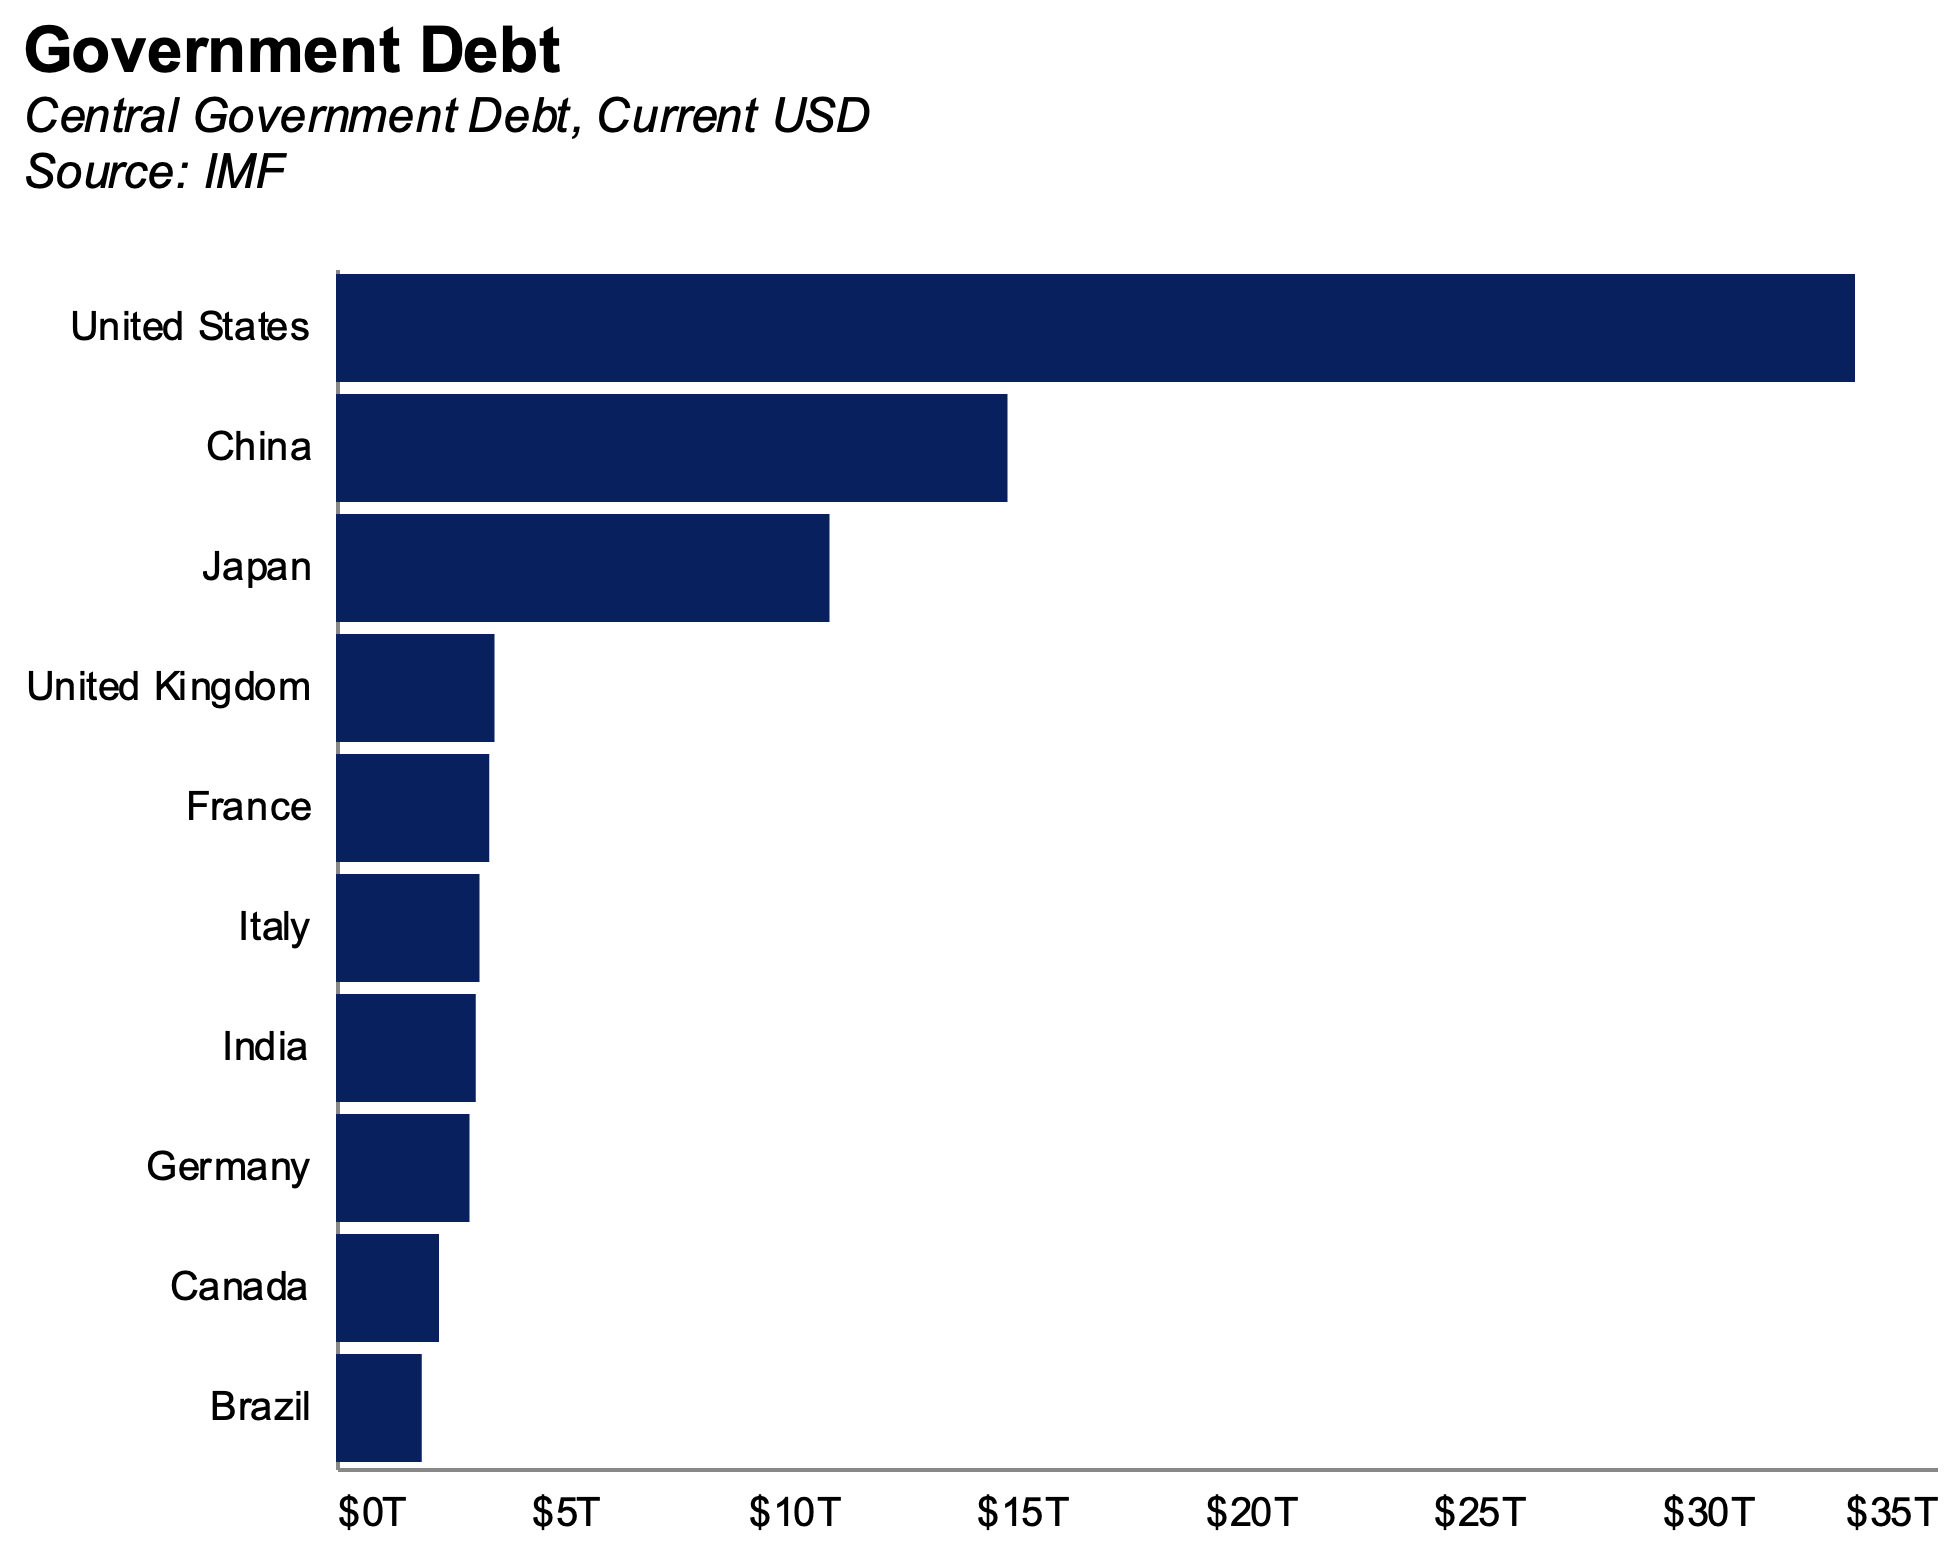 Government Debt
Central Government Debt, Current USD
Source: IMF
United States
China
Japan
United Kingdom
France
Italy
India
Germany
Canada
Brazil
$0T $5T $10T $15T $20T $25T $30T $35T